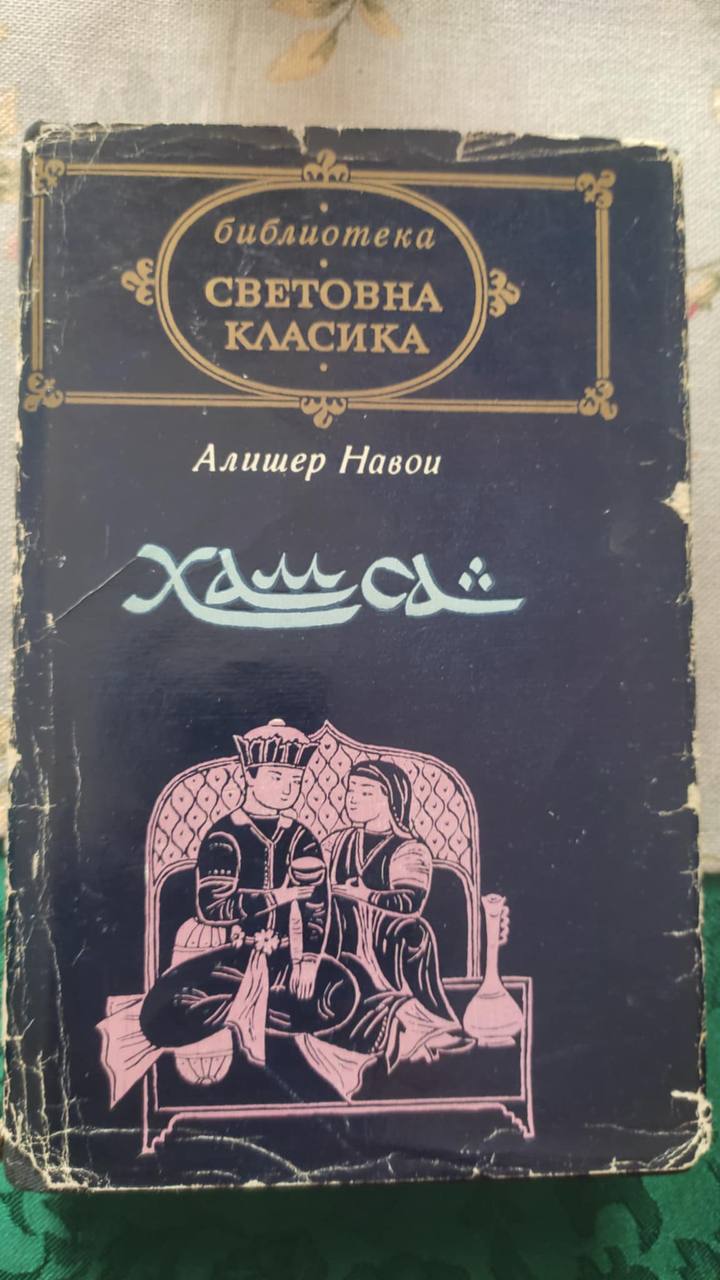 библиотека
СВЕТОВНА
КЛАСИКА
Алишер Навои
хамса